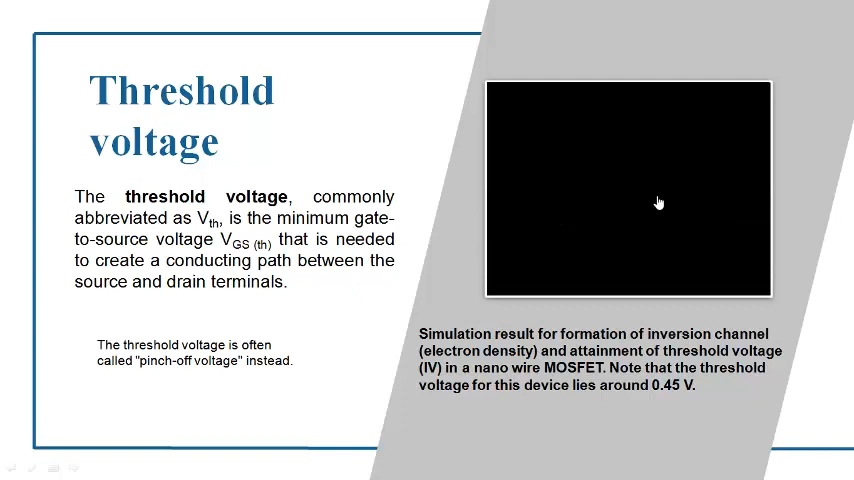 Threshold
voltage
The threshold voltage, commonly
abbreviated as Vth, is the minimum gate-
to-source voltage VGS (th) that is needed
to create a conducting path between the
source and drain terminals.
The threshold voltage is often
called "pinch-off voltage" instead.
Simulation result for formation of inversion channel
(electron density) and attainment of threshold voltage
(IV) in a nano wire MOSFET. Note that the threshold
voltage for this device lies around 0.45 V.